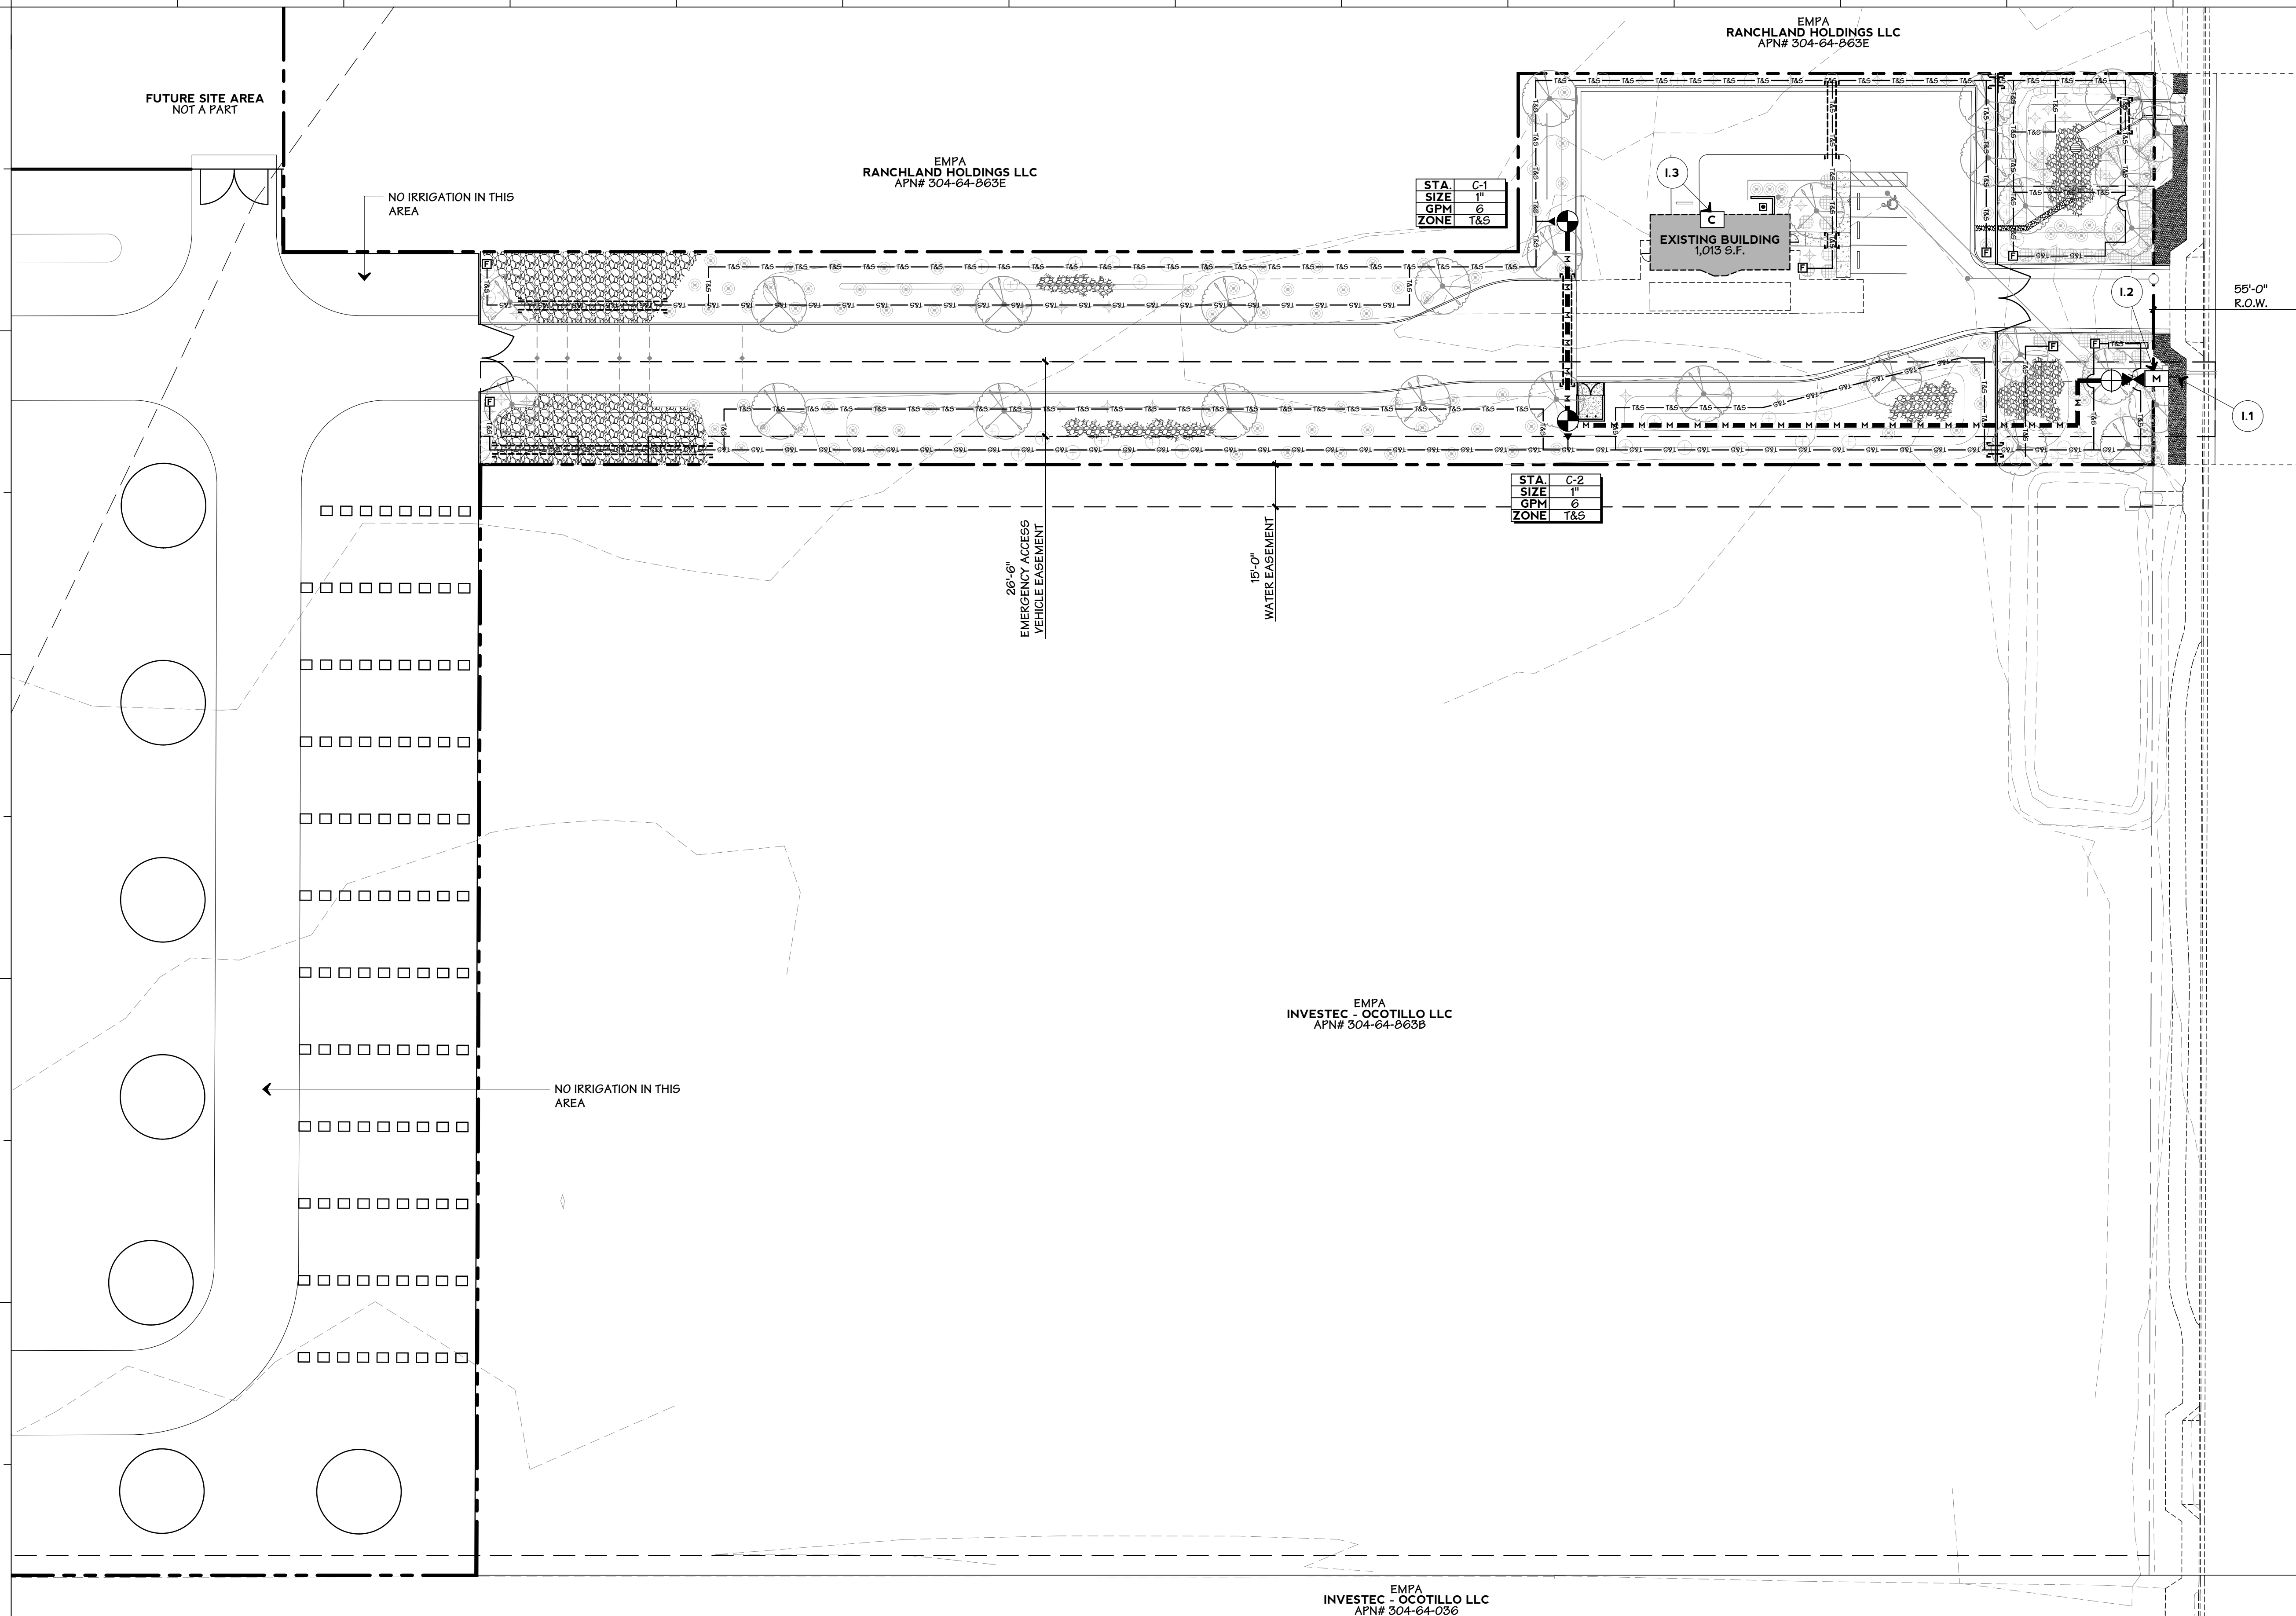 EMPA
RANCHLAND HOLDINGS LLC
APN# 304-64-863E
FUTURE SITE AREA
NOT A PART
EMPA
RANCHLAND HOLDINGS LLC
APN# 304-64-863E
NO IRRIGATION IN THIS
AREA
STA. C-1
SIZE 1"
GPM 6
ZONE T&S
I.3
C
EXISTING BUILDING
1,013 S.F.
I.2
55'-0"
R.O.W.
M
I.1
STA. C-2
SIZE 1"
GPM 6
ZONE T&S
26'-6"
EMERGENCY ACCESS
VEHICLE EASEMENT
15'-0"
WATER EASEMENT
EMPA
INVESTEC - OCOTILLO LLC
APN# 304-64-863B
NO IRRIGATION IN THIS
AREA
EMPA
INVESTEC - OCOTILLO LLC
APN# 304-64-036